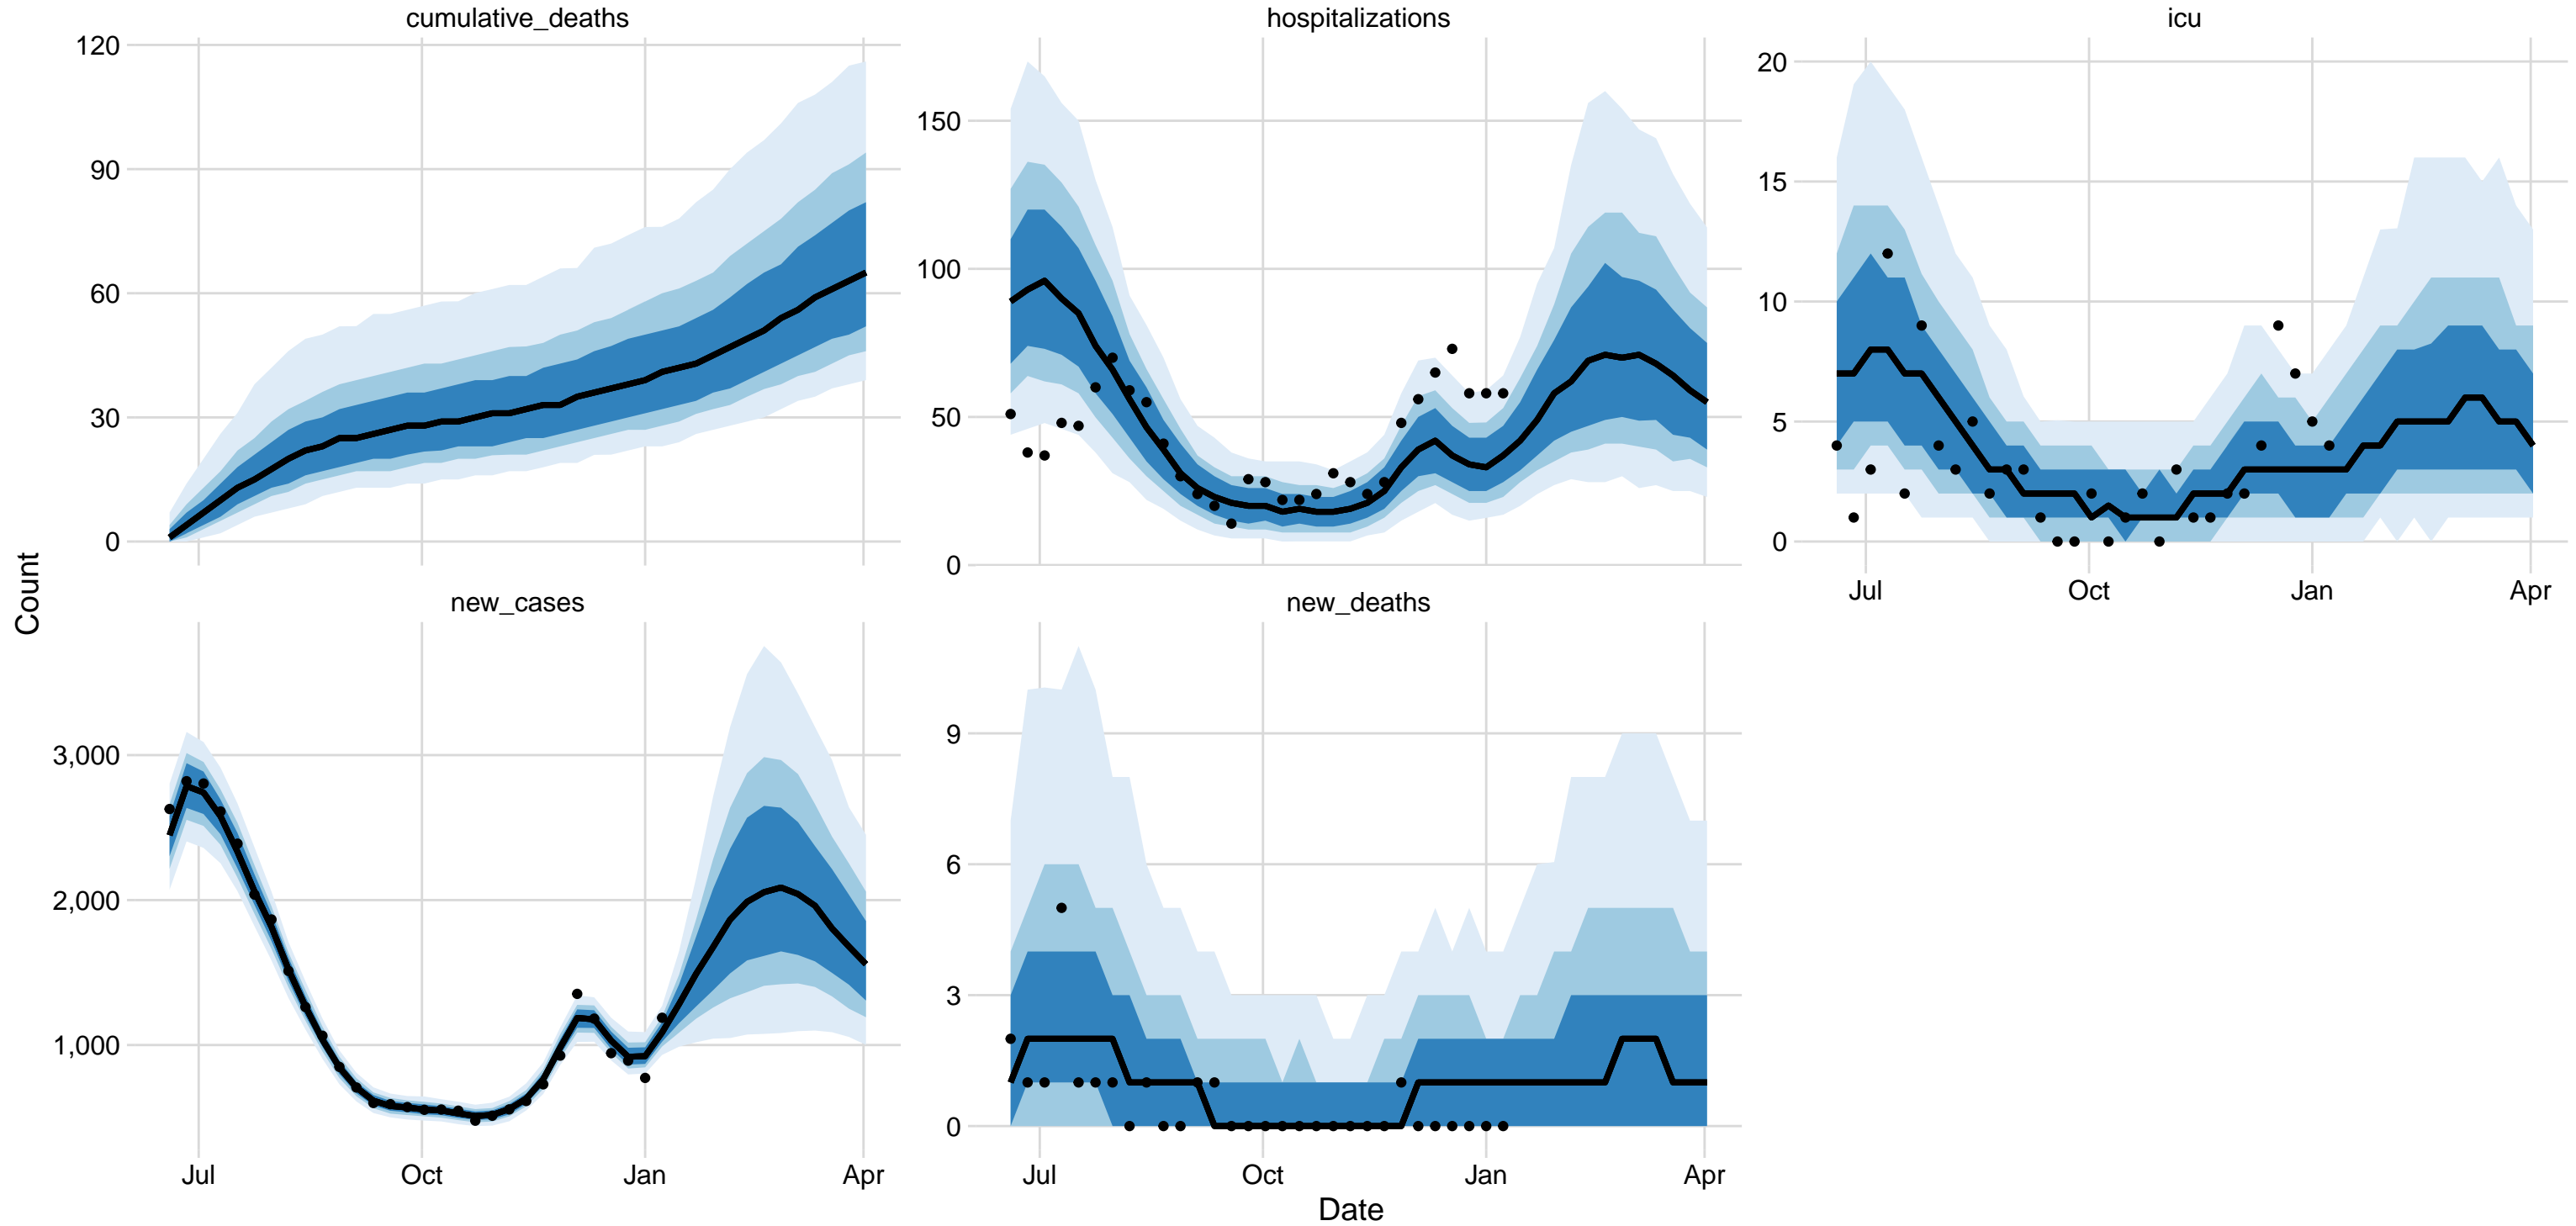 cumulative_deaths
hospitalizations
icu
120
90
60
30
0
150
100
50
0
20
15
10
5
0
Jul Oct Jan Apr
Count
new_cases
new_deaths
3,000
2,000
1,000
9
6
3
0
Jul Oct Jan Apr
Jul Oct Jan Apr
Date